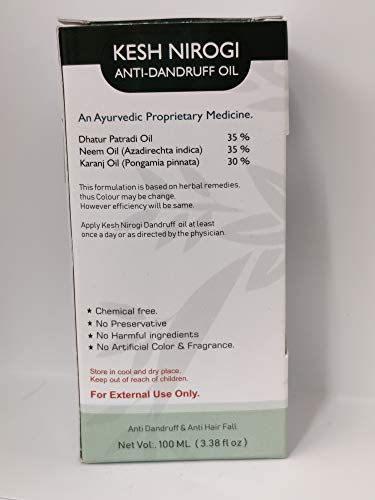 KESH NIROGI
ANTI-DANDRUFF OIL
An Ayurvedic Proprietary Medicine.
Dhatur Patradi Oil 35 %
Neem Oil (Azadirechta indica) 35 %
Karanj Oil (Pongamia pinnata) 30 %
This formulation is based on herbal remedies.
thus Colour may be change.
However efficiency will be same.
Apply Kesh Nirogi Dandruff oil at least
once a day or as directed by the physician.
★ Chemical free.
★ No Preservative
★ No Harmful ingredients
★ No Artificial Color & Fragrance.
Store in cool and dry place.
Keep out of reach of children.
For External Use Only.
Anti Dandruff & Anti Hair Fall
Net Vol:. 100 ML (3.38 fl oz)